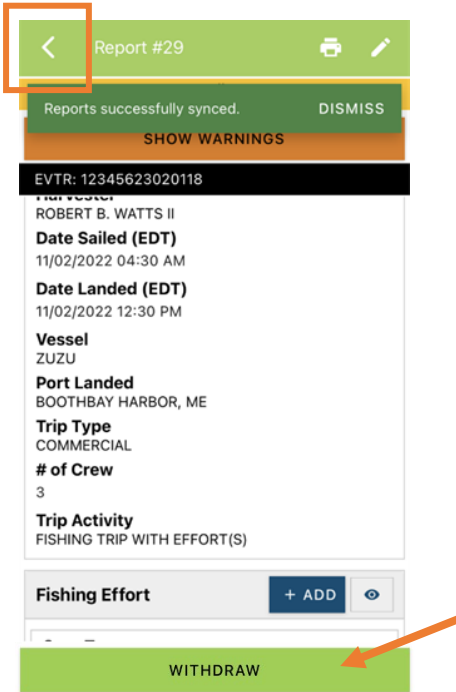 Report #29
Reports successfully synced. DISMISS
SHOW WARNINGS
EVTR: 12345623020118
Harvester
ROBERT B. WATTS II
Date Sailed (EDT)
11/02/2022 04:30 AM
Date Landed (EDT)
11/02/2022 12:30 PM
Vessel
ZUZU
Port Landed
BOOTHBAY HARBOR, ME
Trip Type
COMMERCIAL
# of Crew
3
Trip Activity
FISHING TRIP WITH EFFORT(S)
Fishing Effort + ADD
WITHDRAW